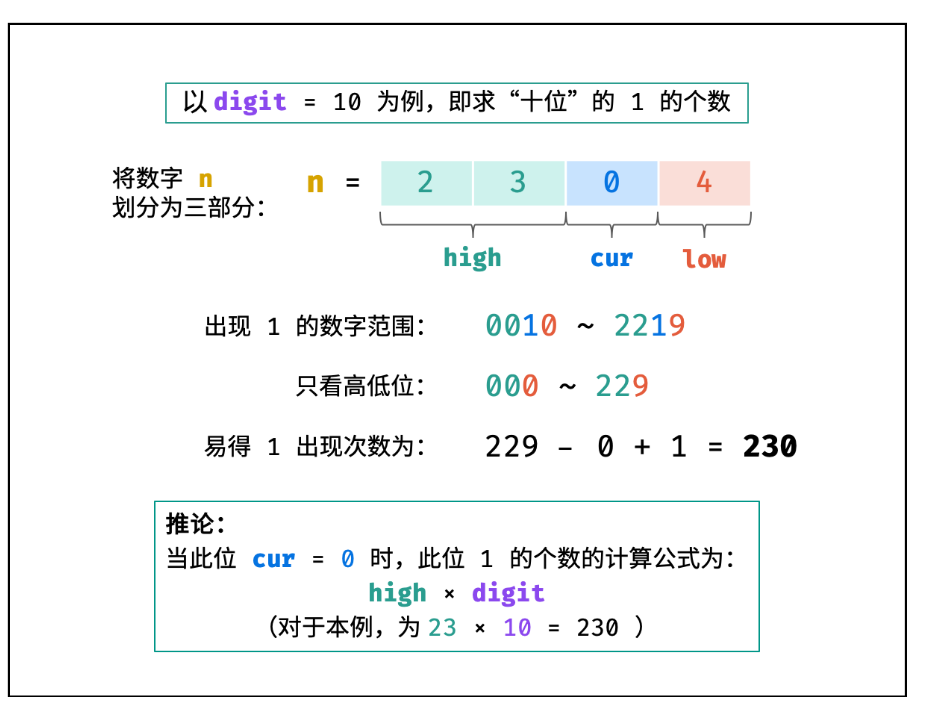 以 digit = 10 为例，即求“十位”的 1 的个数
将数字 n
划分为三部分：
n = 2 3 0 4
high cur low
出现 1 的数字范围： 0010 ~ 2219
只看高低位： 000 ~ 229
易得 1 出现次数为： 229 - 0 + 1 = 230
推论：
当此位 cur = 0 时，此位 1 的个数的计算公式为：
high × digit
（对于本例，为 23 × 10 = 230 ）